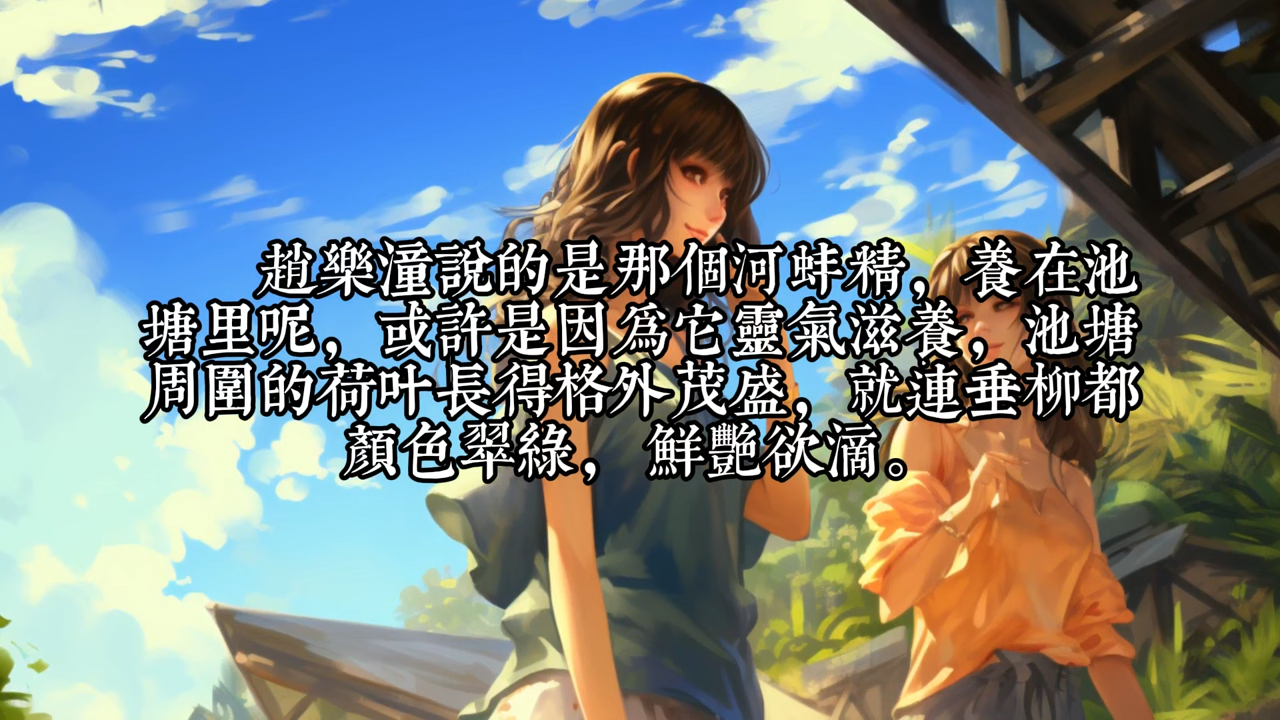 趙樂潼說的是那個河蚌精，養在池
塘里呢，或許是因爲它靈氣滋養，池塘
周圍的荷叶長得格外茂盛，就連垂柳都
顏色翠綠，鮮艷欲滴。